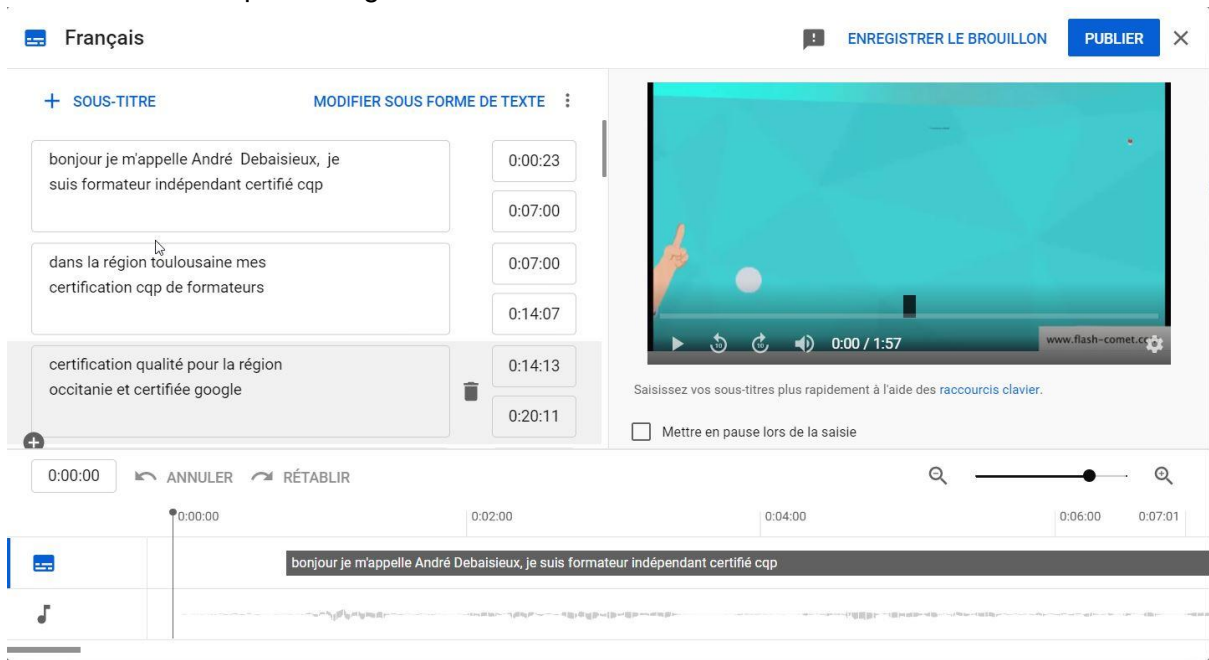 Français
ENREGISTRER LE BROUILLON
PUBLIER
SOUS-TITRE
MODIFIER SOUS FORME DE TEXTE
bonjour je m'appelle André  Debaisieux,  je
suis formateur indépendant certifié cqp
0:00:23
0:07:00
dans la région toulousaine mes
certification cqp de formateurs
0:07:00
0:14:07
certification qualité pour la région
occitanie et certifiée google
0:14:13
0:20:11
10
10
0:00 / 1:57
Saisissez vos sous-titres plus rapidement à l'aide des raccourcis clavier.
Mettre en pause lors de la saisie
0:00:00
ANNULER
RÉTABLIR
0:00:00
0:02:00
0:04:00
0:06:00
0:07:01
bonjour je m'appelle André Debaisieux, je suis formateur indépendant certifié cqp